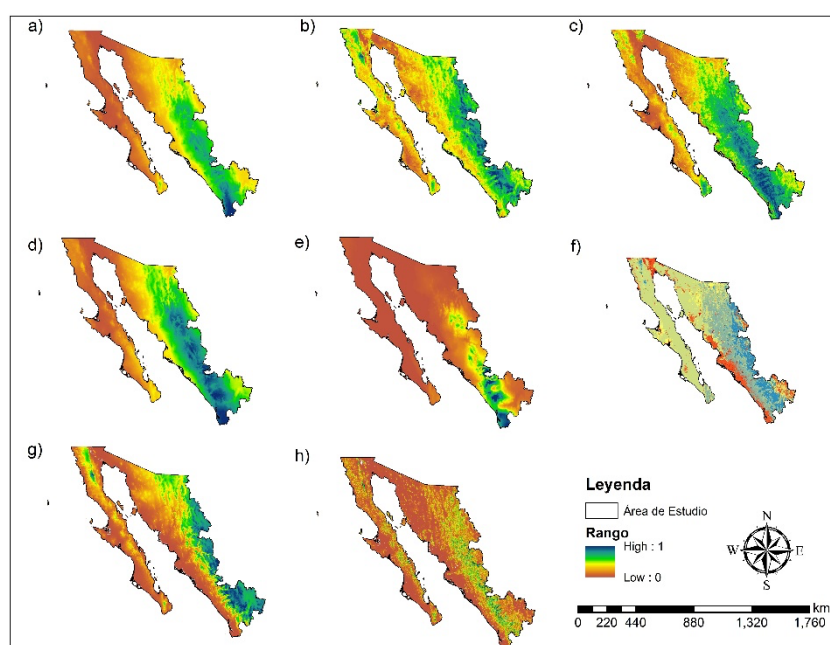 a)
b)
c)
d)
e)
f)
g)
h)
Leyenda
Área de Estudio
Rango
High : 1
Low : 0
N
W
E
S
km
0 220 440 880 1,320 1,760